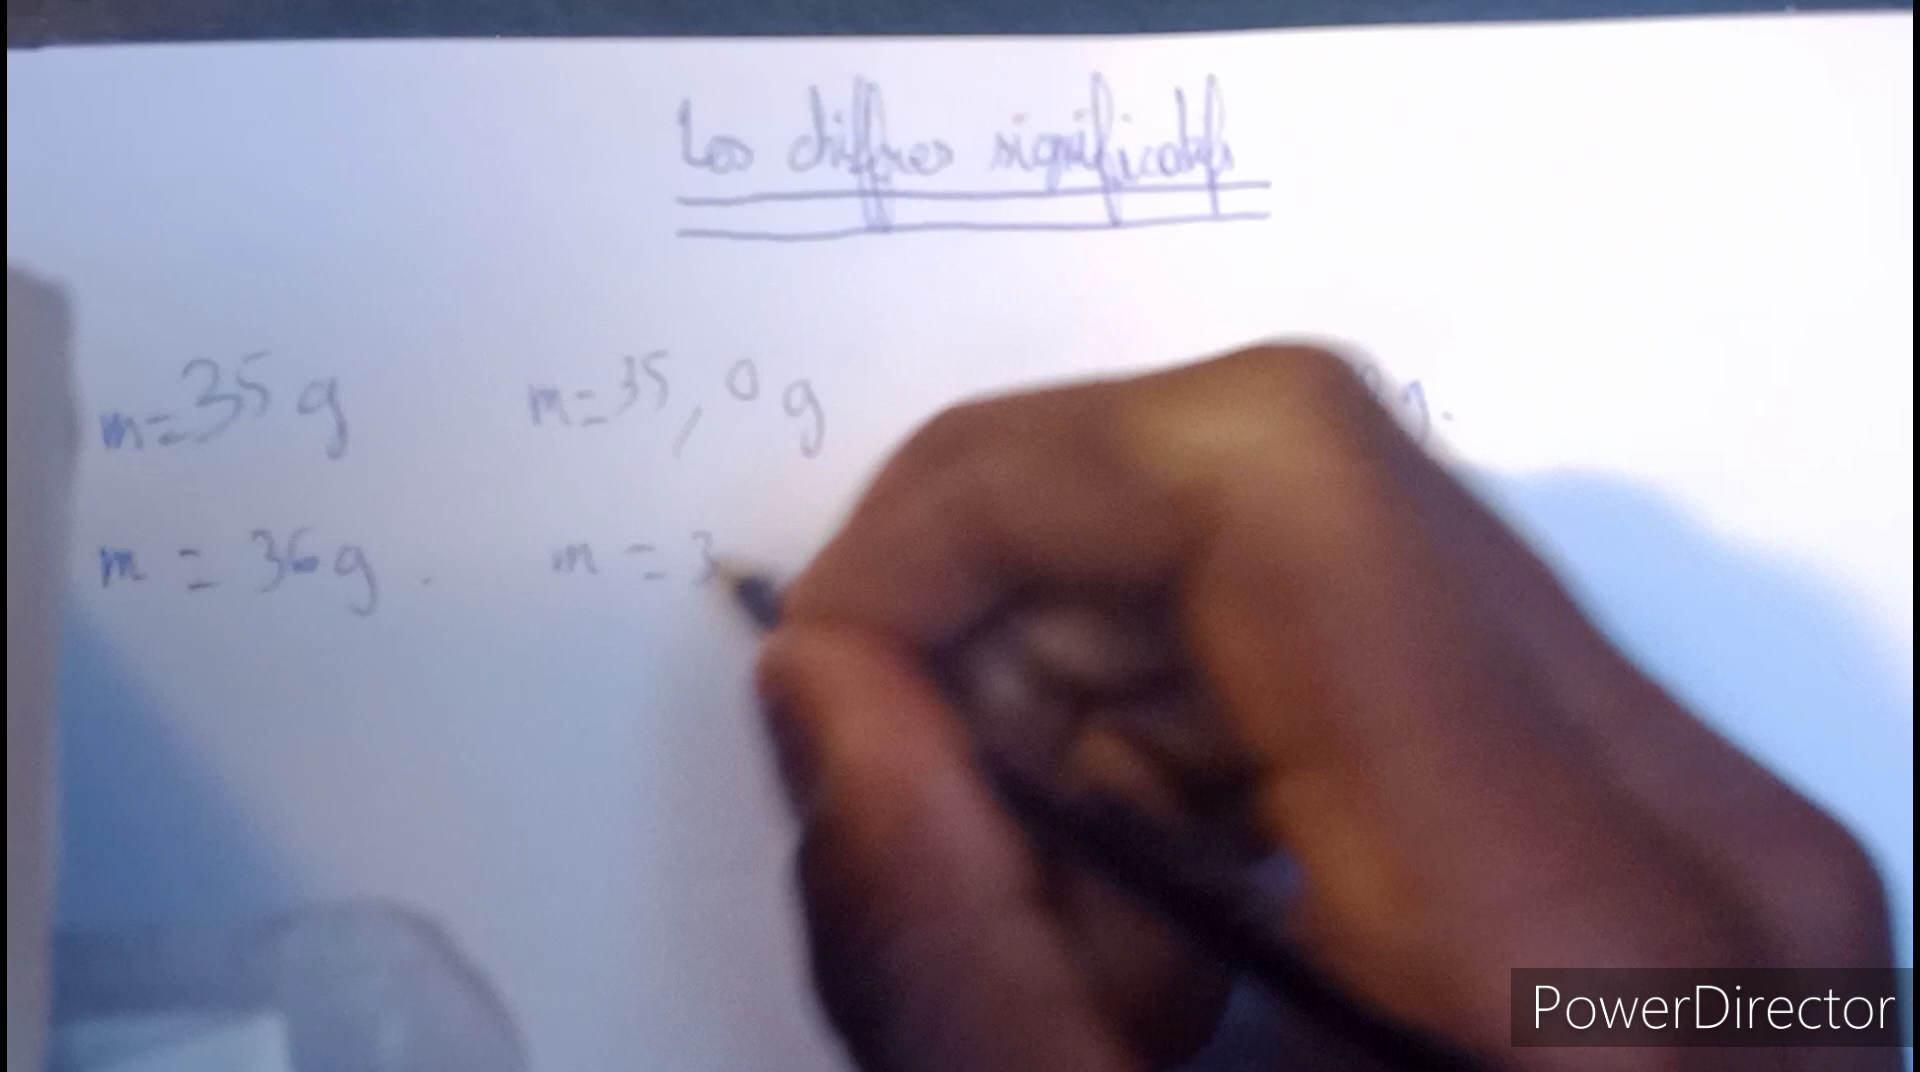 Les chiffres significatifs
m=35 g m=35,0 g g.
m = 36 g. m = 3
PowerDirector